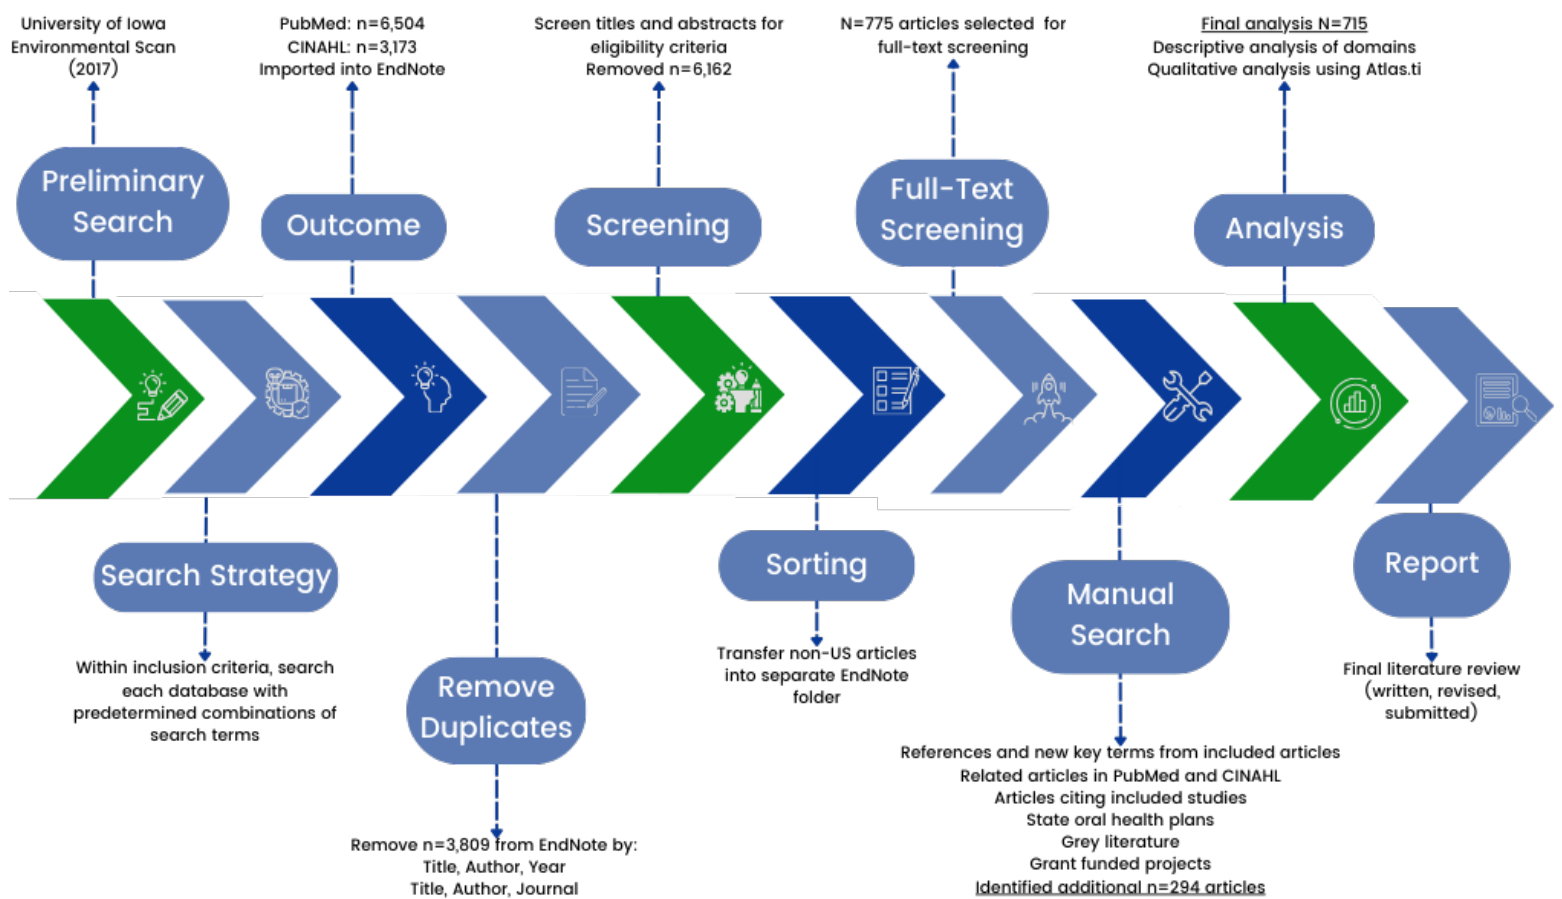 University of Iowa
Environmental Scan
(2017)
Preliminary
Search
Search Strategy
Within inclusion criteria, search
each database with
predetermined combinations of
search terms
PubMed: n=6,504
CINAHL: n=3,173
Imported into EndNote
Outcome
Remove
Duplicates
Remove n=3,809 from EndNote by:
Title, Author, Year
Title, Author, Journal
Screen titles and abstracts for
eligibility criteria
Removed n=6,162
Screening
Sorting
Transfer non-US articles
into separate EndNote
folder
N=775 articles selected for
full-text screening
Full-Text
Screening
Manual
Search
References and new key terms from included articles
Related articles in PubMed and CINAHL
Articles citing included studies
State oral health plans
Grey literature
Grant funded projects
Identified additional n=294 articles
Final analysis N=715
Descriptive analysis of domains
Qualitative analysis using Atlas.ti
Analysis
Report
Final literature review
(written, revised,
submitted)